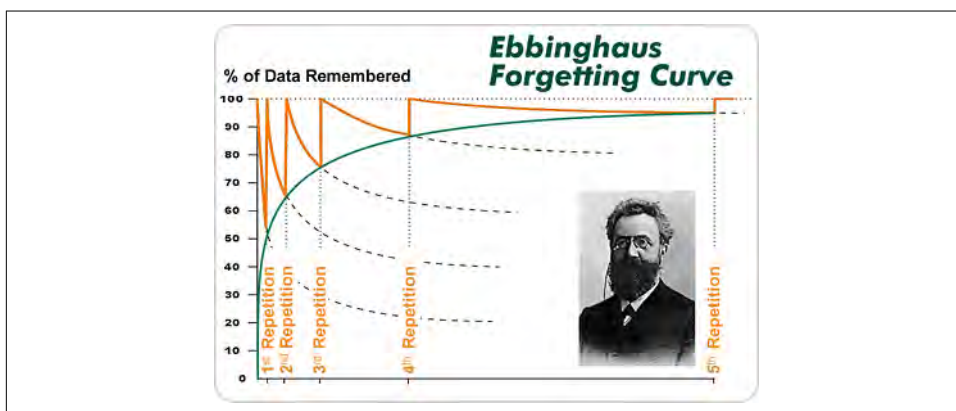 Ebbinghaus
Forgetting Curve
% of Data Remembered
100
90
80
70
60
50
40
30
20
10
0
1st Repetition
2nd Repetition
3rd Repetition
4th Repetition
5th Repetition